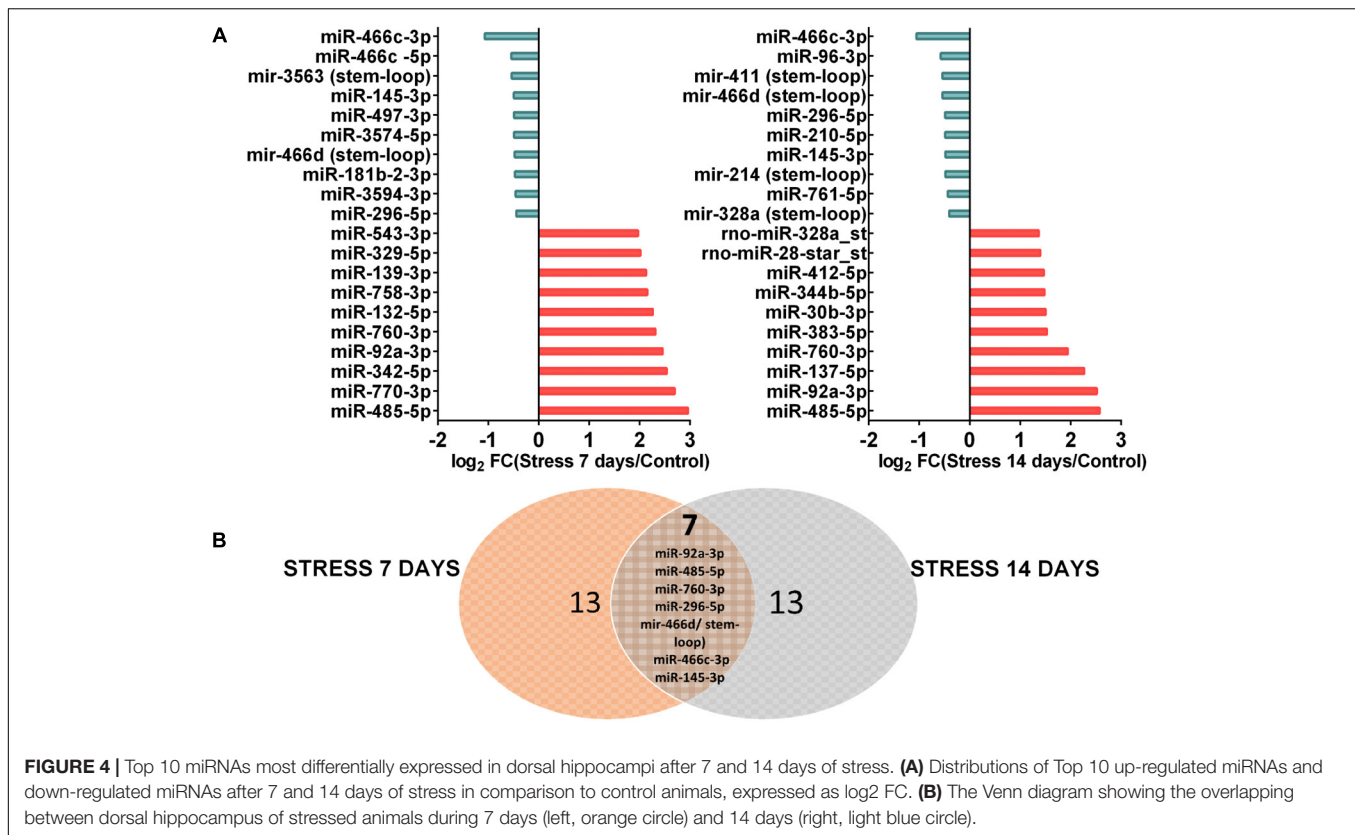 A
miR-466c-3p
miR-466c -5p
mir-3563 (stem-loop)
miR-145-3p
miR-497-3p
miR-3574-5p
mir-466d (stem-loop)
miR-181b-2-3p
miR-3594-3p
miR-296-5p
miR-543-3p
miR-329-5p
miR-139-3p
miR-758-3p
miR-132-5p
miR-760-3p
miR-92a-3p
miR-342-5p
miR-770-3p
miR-485-5p
-2 -1 0 1 2 3
log2 FC(Stress 7 days/Control)
miR-466c-3p
miR-96-3p
mir-411 (stem-loop)
mir-466d (stem-loop)
miR-296-5p
miR-210-5p
miR-145-3p
mir-214 (stem-loop)
miR-761-5p
mir-328a (stem-loop)
rno-miR-328a_st
rno-miR-28-star_st
miR-412-5p
miR-344b-5p
miR-30b-3p
miR-383-5p
miR-760-3p
miR-137-5p
miR-92a-3p
miR-485-5p
-2 -1 0 1 2 3
log2 FC(Stress 14 days/Control)
B
STRESS 7 DAYS
13
7
miR-92a-3p
miR-485-5p
miR-760-3p
miR-296-5p
mir-466d/ stem-
loop)
miR-466c-3p
miR-145-3p
13
STRESS 14 DAYS
FIGURE 4 | Top 10 miRNAs most differentially expressed in dorsal hippocampi after 7 and 14 days of stress. (A) Distributions of Top 10 up-regulated miRNAs and
down-regulated miRNAs after 7 and 14 days of stress in comparison to control animals, expressed as log2 FC. (B) The Venn diagram showing the overlapping
between dorsal hippocampus of stressed animals during 7 days (left, orange circle) and 14 days (right, light blue circle).